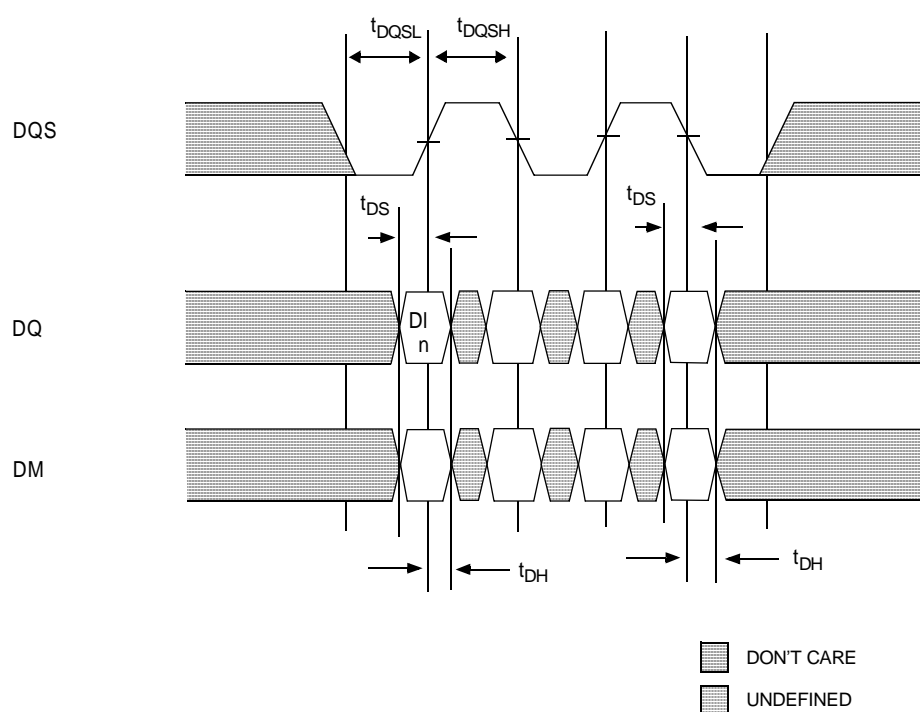 tDQSL tDQSH
DQS
tDS tDS
DQ
DI
n
DM
tDH tDH
DON'T CARE
UNDEFINED